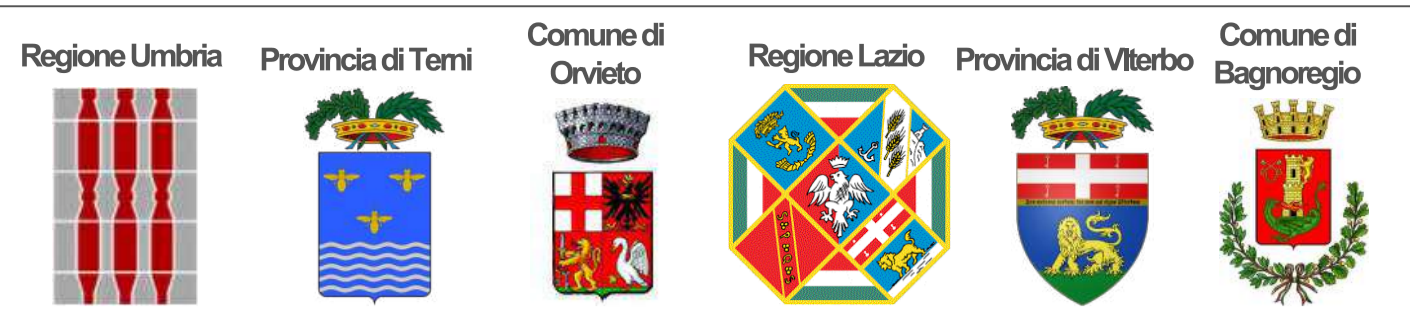 Regione Umbria
Provincia di Terni
Comune di
Orvieto
Regione Lazio
Provincia di VIterbo
Comune di
Bagnoregio